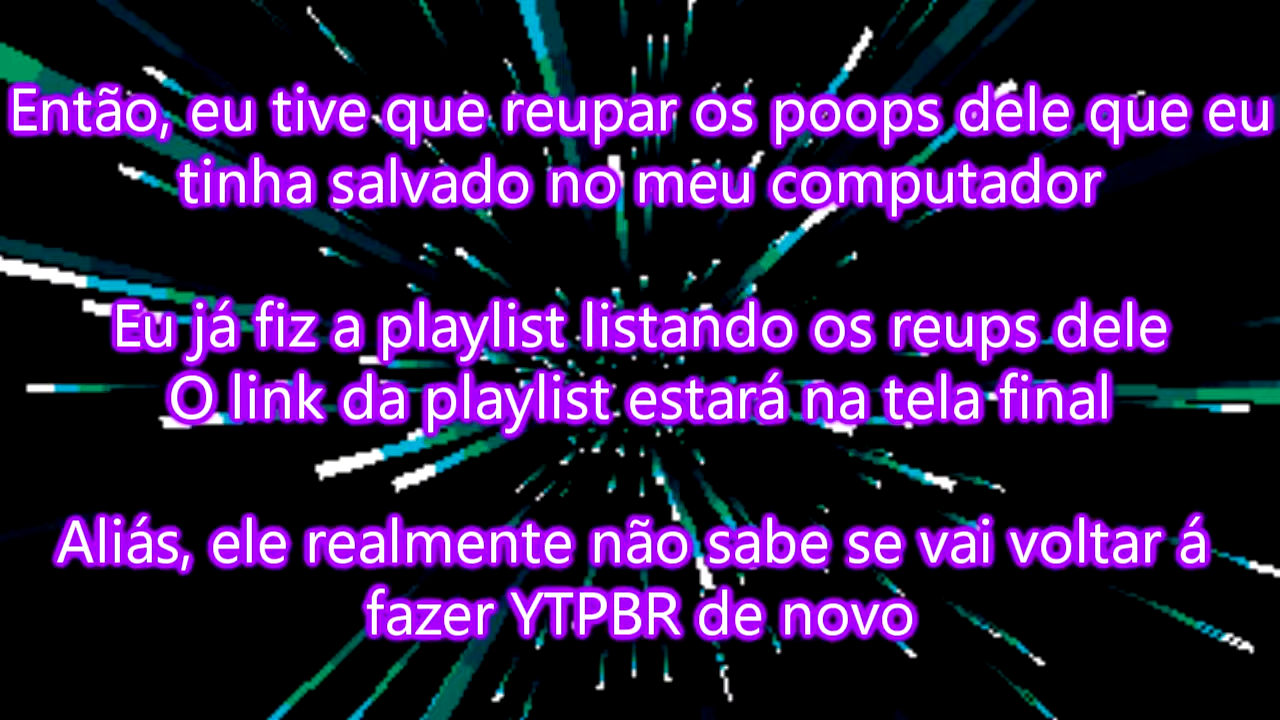 Então, eu tive que reupar os poops dele que eu
tinha salvado no meu computador
Eu já fiz a playlist listando os reups dele
O link da playlist estará na tela final
Aliás, ele realmente não sabe se vai voltar á
fazer YTPBR de novo